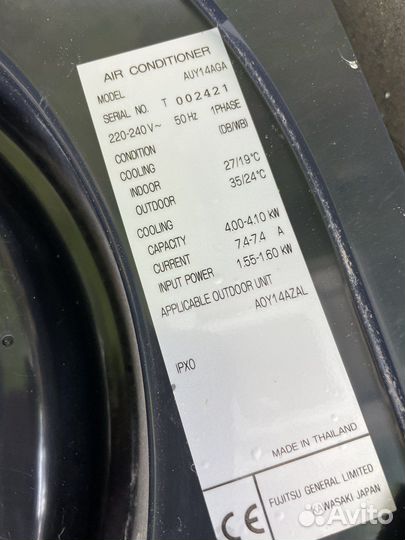 AIR CONDITIONER
MODEL AUY14AGA
SERIAL NO. T 002421
220-240 V~ 50 Hz 1PHASE
CONDITION (DB/WB)
COOLING
INDOOR 27/19°C
OUTDOOR 35/24°C
COOLING
CAPACITY 4.00-4.10 kW
CURRENT 7.4-7.4 A
INPUT POWER 1.55-1.60 kW
APPLICABLE OUTDOOR UNIT
AOY14AZAL
IPX0
MADE IN THAILAND
CE FUJITSU GENERAL LIMITED
KAWASAKI JAPAN
Avito